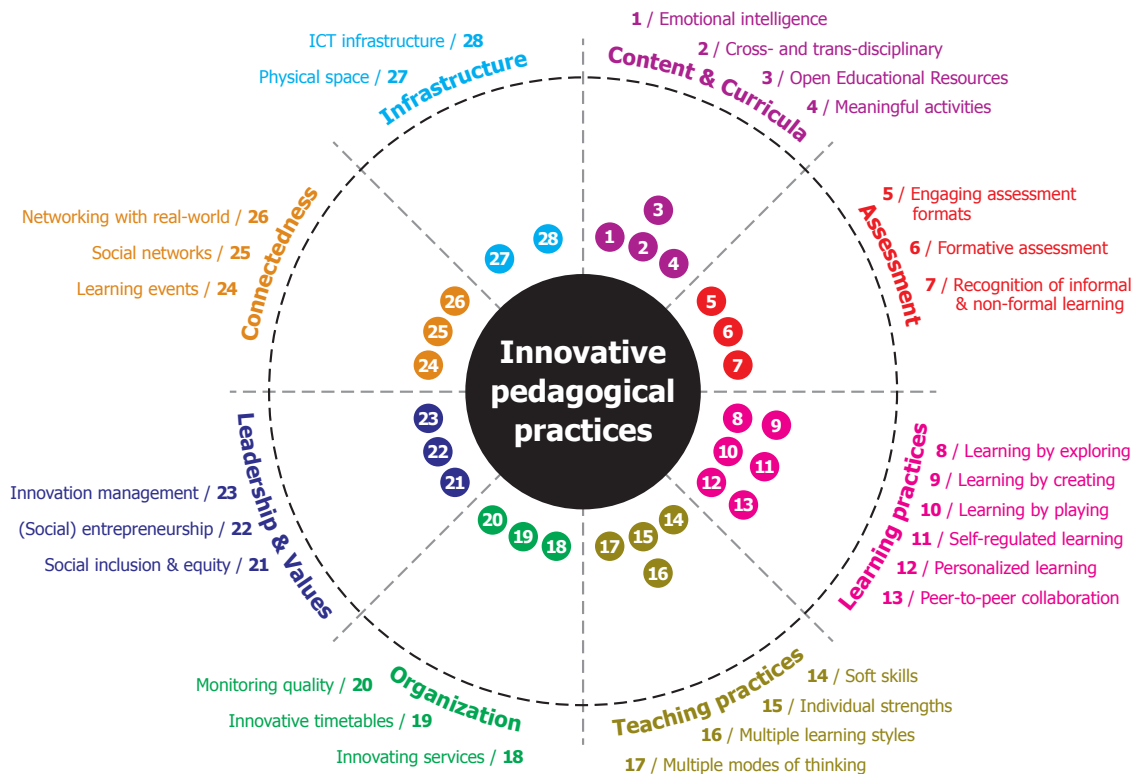 Innovative
pedagogical
practices
Content & Curricula
1 / Emotional intelligence
2 / Cross- and trans-disciplinary
3 / Open Educational Resources
4 / Meaningful activities
Assessment
5 / Engaging assessment
formats
6 / Formative assessment
7 / Recognition of informal
& non-formal learning
Learning practices
8 / Learning by exploring
9 / Learning by creating
10 / Learning by playing
11 / Self-regulated learning
12 / Personalized learning
13 / Peer-to-peer collaboration
Teaching practices
14 / Soft skills
15 / Individual strengths
16 / Multiple learning styles
17 / Multiple modes of thinking
Organization
Monitoring quality / 20
Innovative timetables / 19
Innovating services / 18
Leadership & Values
Innovation management / 23
(Social) entrepreneurship / 22
Social inclusion & equity / 21
Connectedness
Networking with real-world / 26
Social networks / 25
Learning events / 24
Infrastructure
ICT infrastructure / 28
Physical space / 27
1
2
3
4
5
6
7
8
9
10
11
12
13
14
15
16
17
18
19
20
21
22
23
24
25
26
27
28